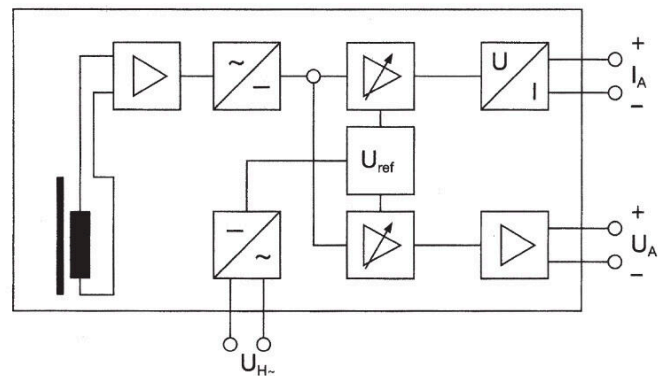 ~
–
U
I
+
I_A
–
U_ref
–
~
+
U_A
–
U_H~